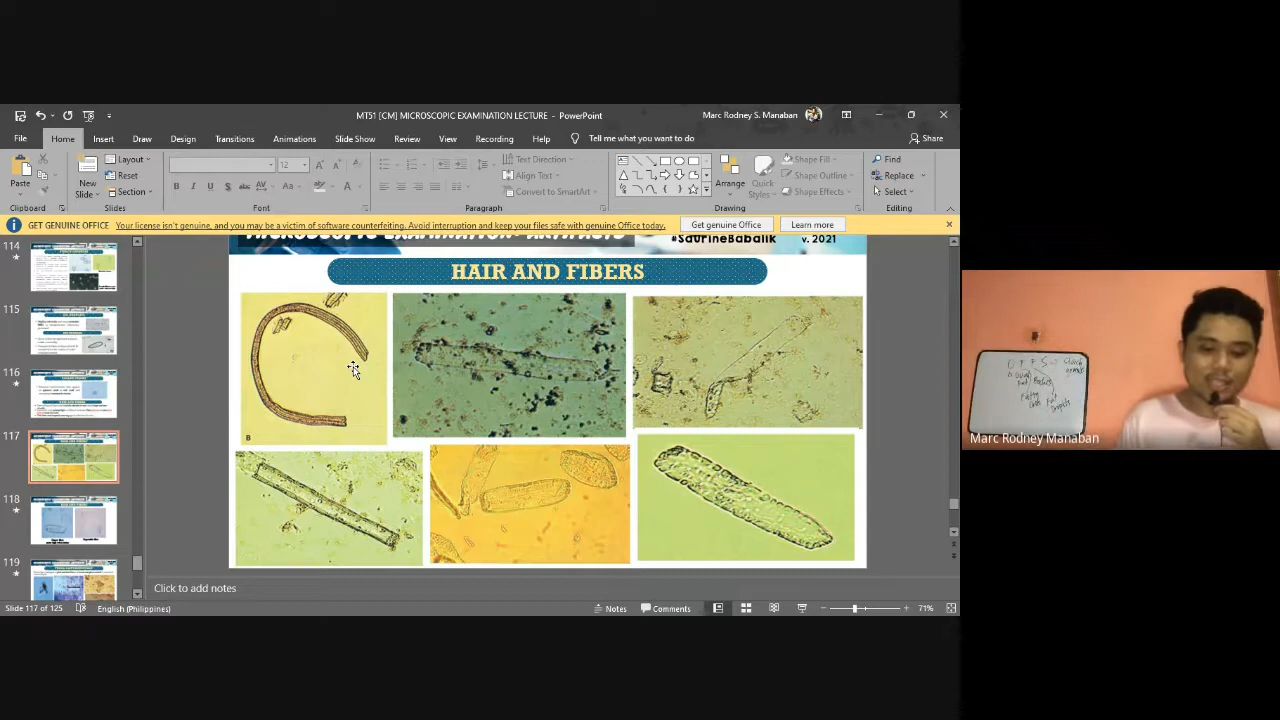 MT51 [CM] MICROSCOPIC EXAMINATION LECTURE - PowerPoint
Marc Rodney S. Manaban
File Home Insert Draw Design Transitions Animations Slide Show Review View Recording Help Tell me what you want to do Share
Paste
Clipboard
New Slide
Layout
Reset
Section
Slides
12
Font
Text Direction
Align Text
Convert to SmartArt
Paragraph
Arrange
Quick Styles
Shape Fill
Shape Outline
Shape Effects
Drawing
Find
Replace
Select
Editing
GET GENUINE OFFICE Your license isn't genuine, and you may be a victim of software counterfeiting. Avoid interruption and keep your files safe with genuine Office today. Get genuine Office Learn more
114
115
116
117
118
119
#SaUrineBabalik v. 2021
HAIR AND FIBERS
B
Click to add notes
Slide 117 of 125 English (Philippines) Notes Comments 71%
Marc Rodney Manaban